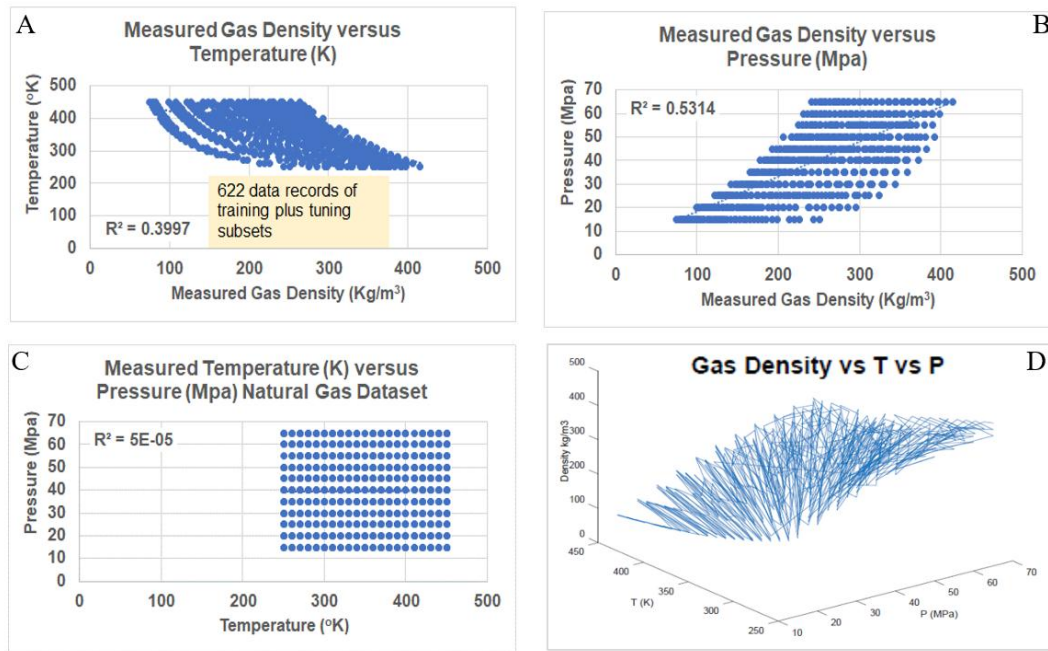 A
Measured Gas Density versus
Temperature (K)
500
400
300
200
100
0
Temperature (ºK)
622 data records of
training plus tuning
subsets
R² = 0.3997
0 100 200 300 400 500
Measured Gas Density (Kg/m³)
B
Measured Gas Density versus
Pressure (Mpa)
70
60
50
40
30
20
10
0
Pressure (Mpa)
R² = 0.5314
0 100 200 300 400 500
Measured Gas Density (Kg/m³)
C
Measured Temperature (K) versus
Pressure (Mpa) Natural Gas Dataset
70
60
50
40
30
20
10
0
Pressure (Mpa)
R² = 5E-05
0 100 200 300 400 500
Temperature (ºK)
D
Gas Density vs T vs P
500
400
300
200
100
0
Density kg/m3
450
400
350
300
250
T (K)
10
20
30
40
50
60
70
P (MPa)